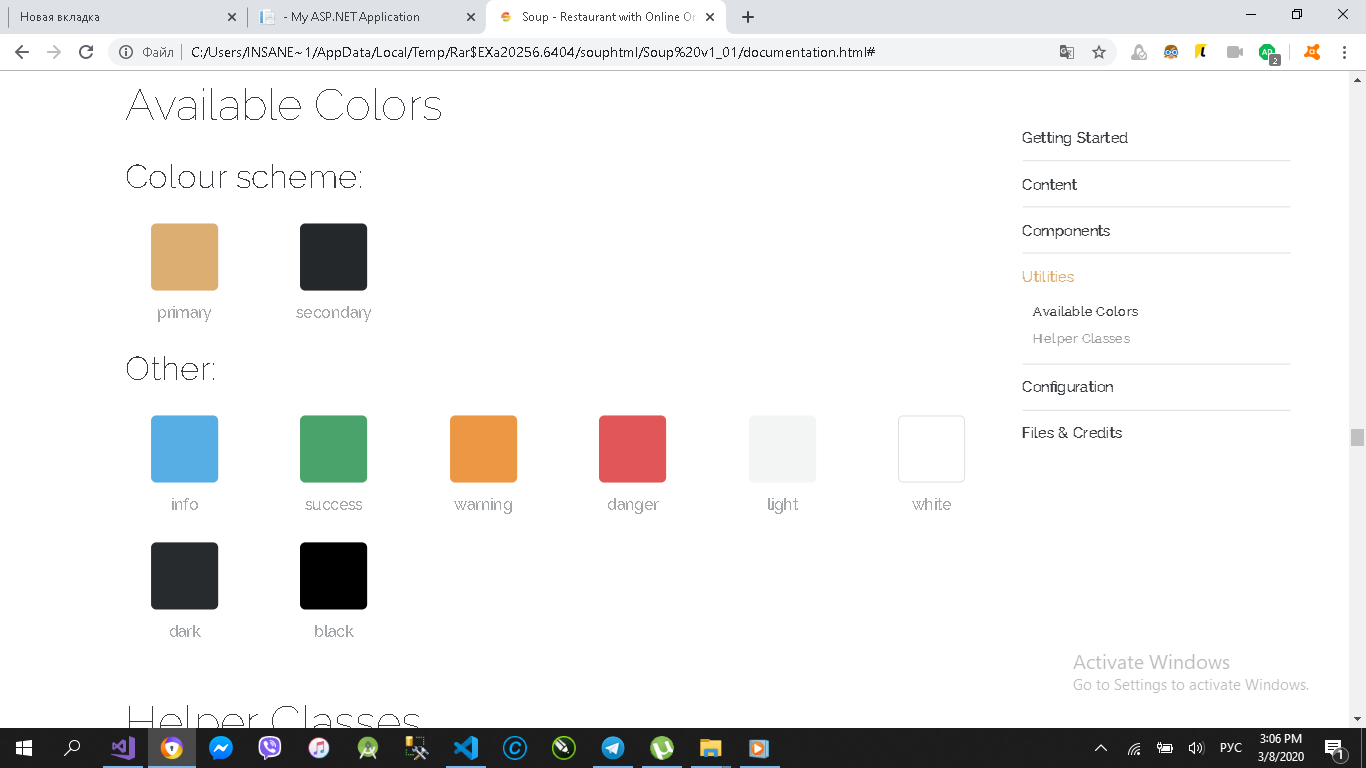 Новая вкладка
- My ASP.NET Application
Soup - Restaurant with Online Or
Файл
C:/Users/INSANE~1/AppData/Local/Temp/Rar$EXa20256.6404/souphtml/Soup%20v1_01/documentation.html#
2
Available Colors
Colour scheme:
primary
secondary
Other:
info
success
warning
danger
light
white
dark
black
Helper Classes
Getting Started
Content
Components
Utilities
Available Colors
Helper Classes
Configuration
Files & Credits
Activate Windows
Go to Settings to activate Windows.
РУС
3:06 PM
3/8/2020
1